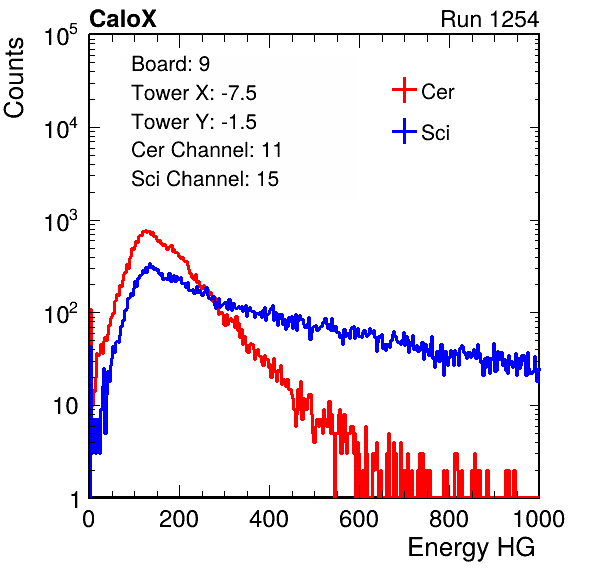 CaloX Run 1254
Counts
Board: 9
Tower X: -7.5
Tower Y: -1.5
Cer Channel: 11
Sci Channel: 15
Cer
Sci
10^5
10^4
10^3
10^2
10
1
0 200 400 600 800 1000
Energy HG